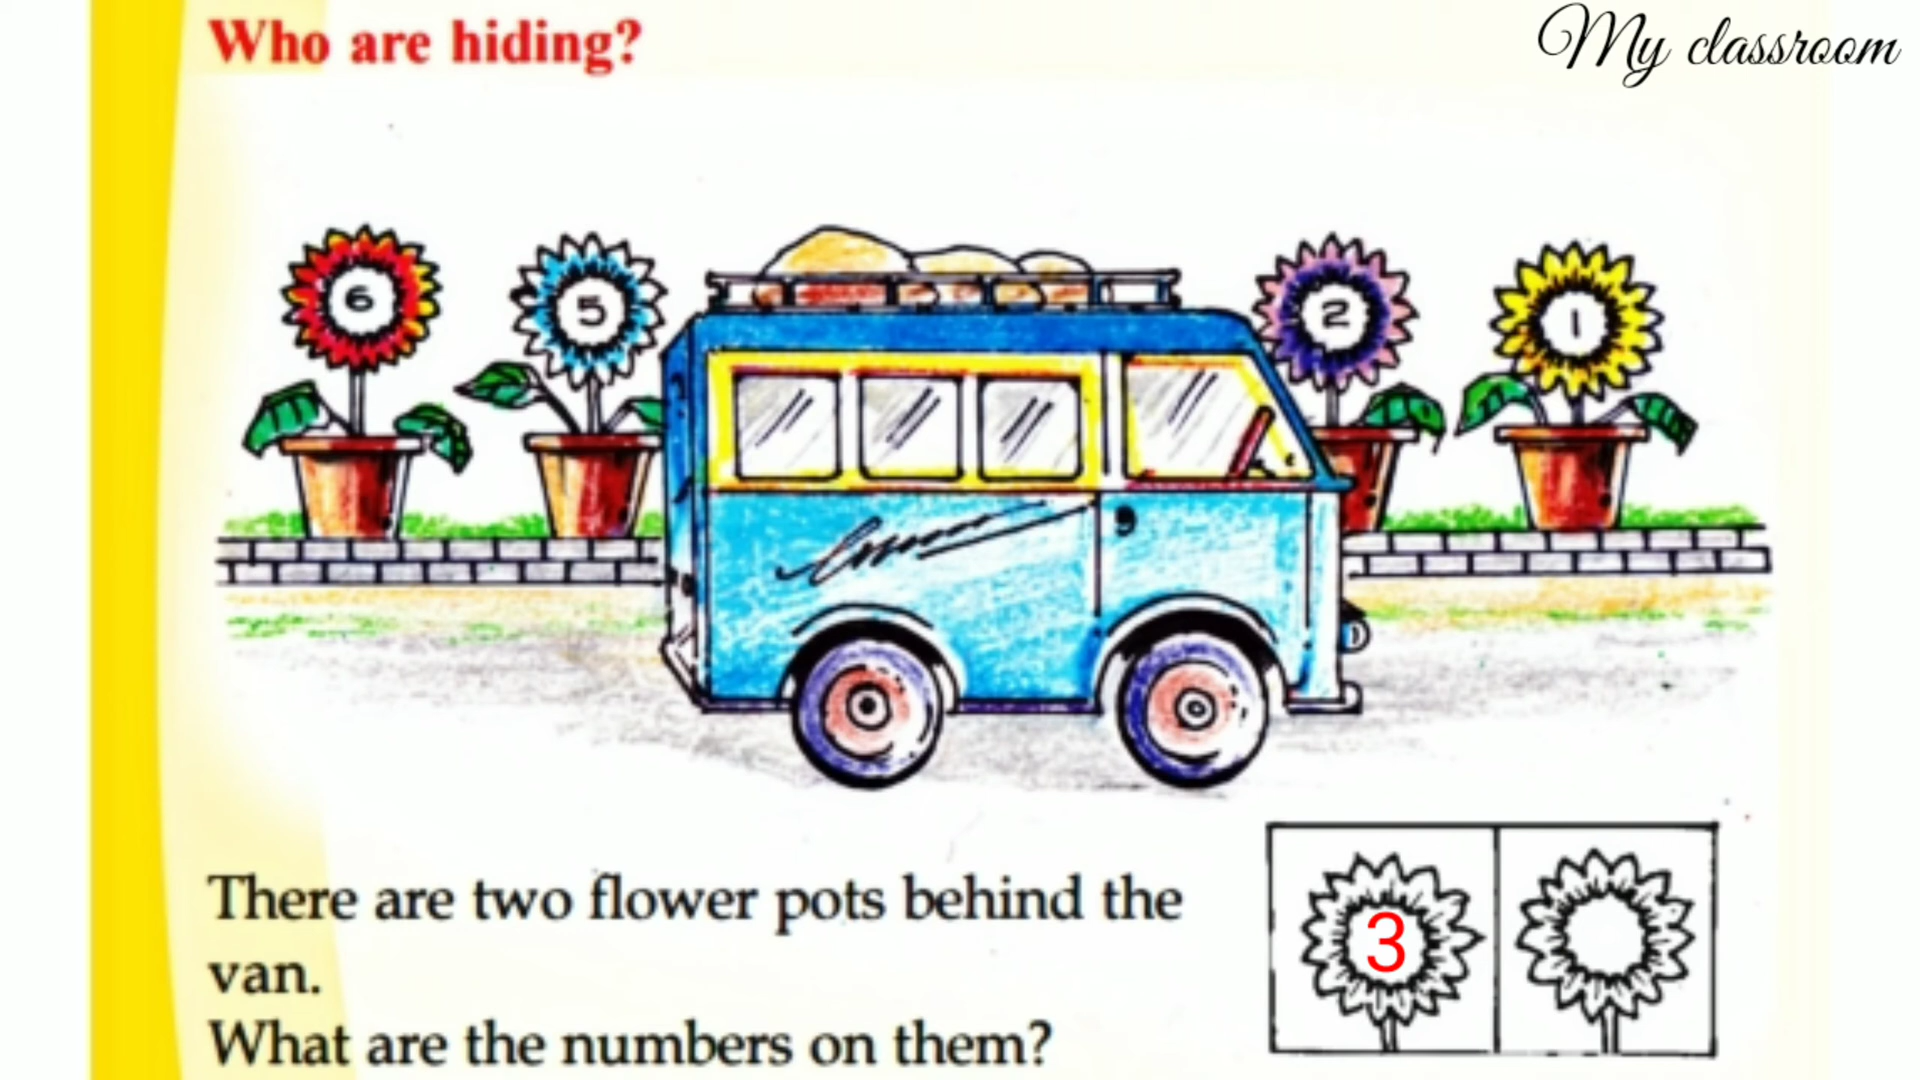 Who are hiding?
My classroom
6 5 2 1
There are two flower pots behind the
van.
What are the numbers on them?
3